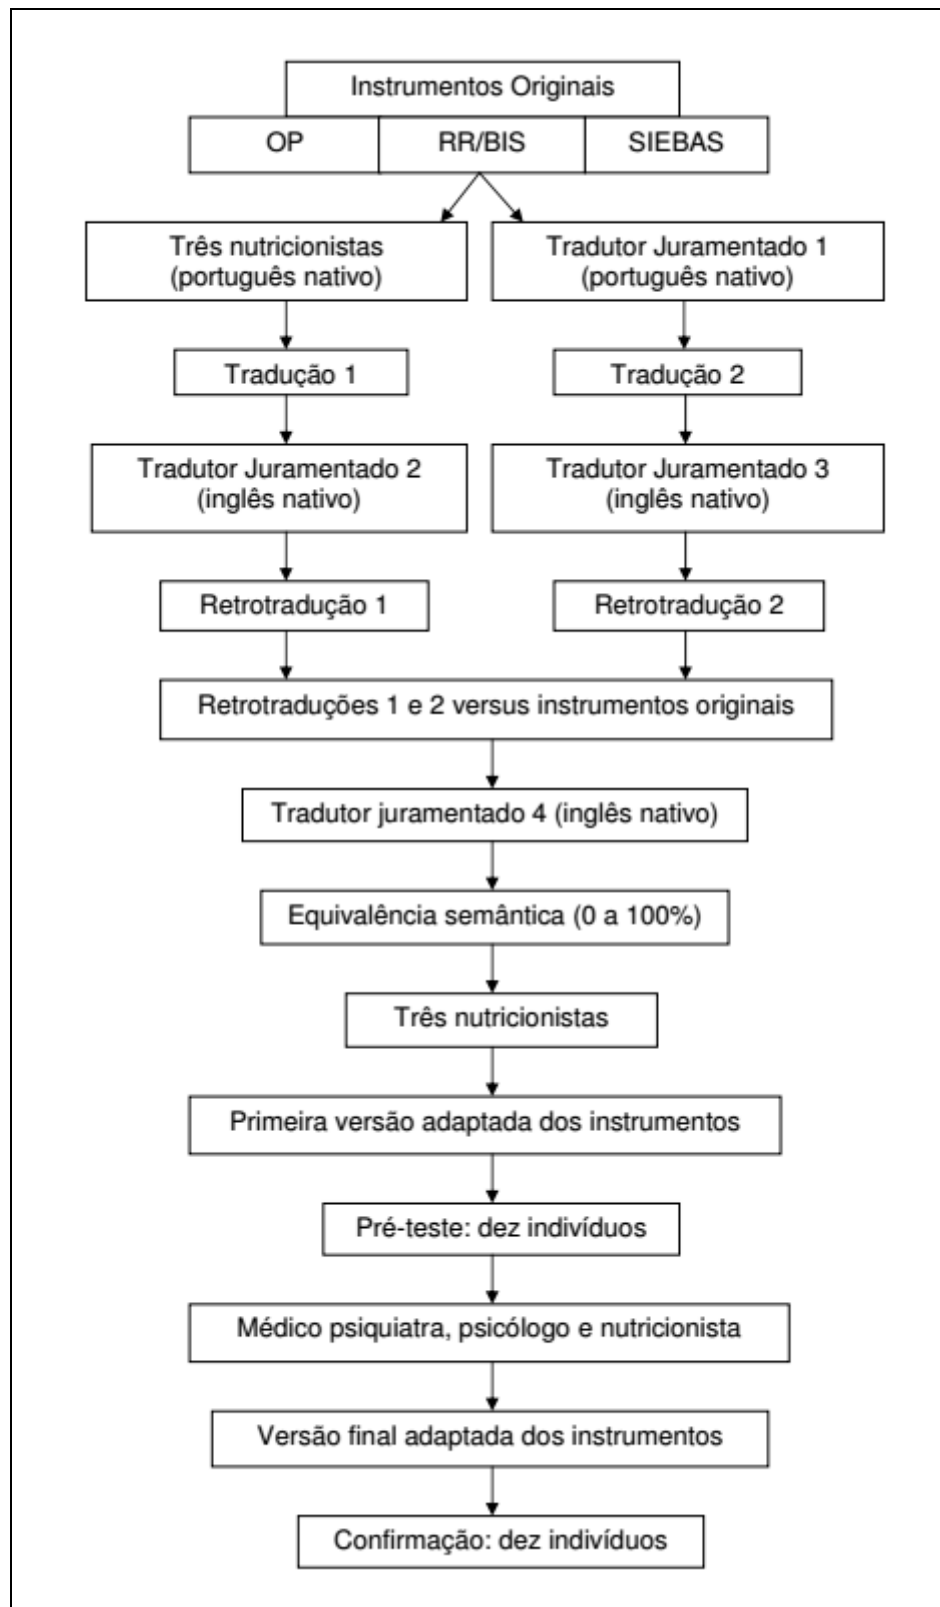 Instrumentos Originais
OP
RR/BIS
SIEBAS
Três nutricionistas
(português nativo)
Tradutor Juramentado 1
(português nativo)
Tradução 1
Tradução 2
Tradutor Juramentado 2
(inglês nativo)
Tradutor Juramentado 3
(inglês nativo)
Retrotradução 1
Retrotradução 2
Retrotraduções 1 e 2 versus instrumentos originais
Tradutor juramentado 4 (inglês nativo)
Equivalência semântica (0 a 100%)
Três nutricionistas
Primeira versão adaptada dos instrumentos
Pré-teste: dez indivíduos
Médico psiquiatra, psicólogo e nutricionista
Versão final adaptada dos instrumentos
Confirmação: dez indivíduos